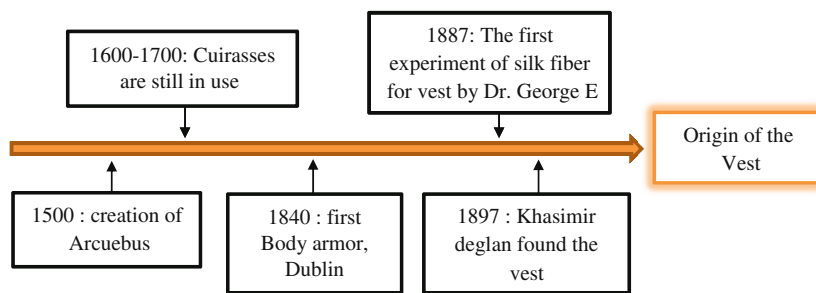 1600-1700: Cuirasses
are still in use
1887: The first
experiment of silk fiber
for vest by Dr. George E
Origin of the
Vest
1500 : creation of
Arcuebus
1840 : first
Body armor,
Dublin
1897 : Khasimir
deglan found the
vest